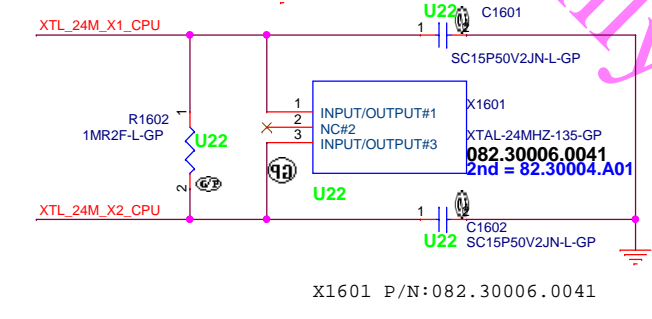 U22
C1601
XTL_24M_X1_CPU
1
2
SC15P50V2JN-L-GP
1
R1602
1MR2F-L-GP
U22
2
1
2
3
INPUT/OUTPUT#1
NC#2
INPUT/OUTPUT#3
X1601
XTAL-24MHZ-135-GP
082.30006.0041
2nd = 82.30004.A01
U22
XTL_24M_X2_CPU
1
2
C1602
U22
SC15P50V2JN-L-GP
X1601 P/N:082.30006.0041